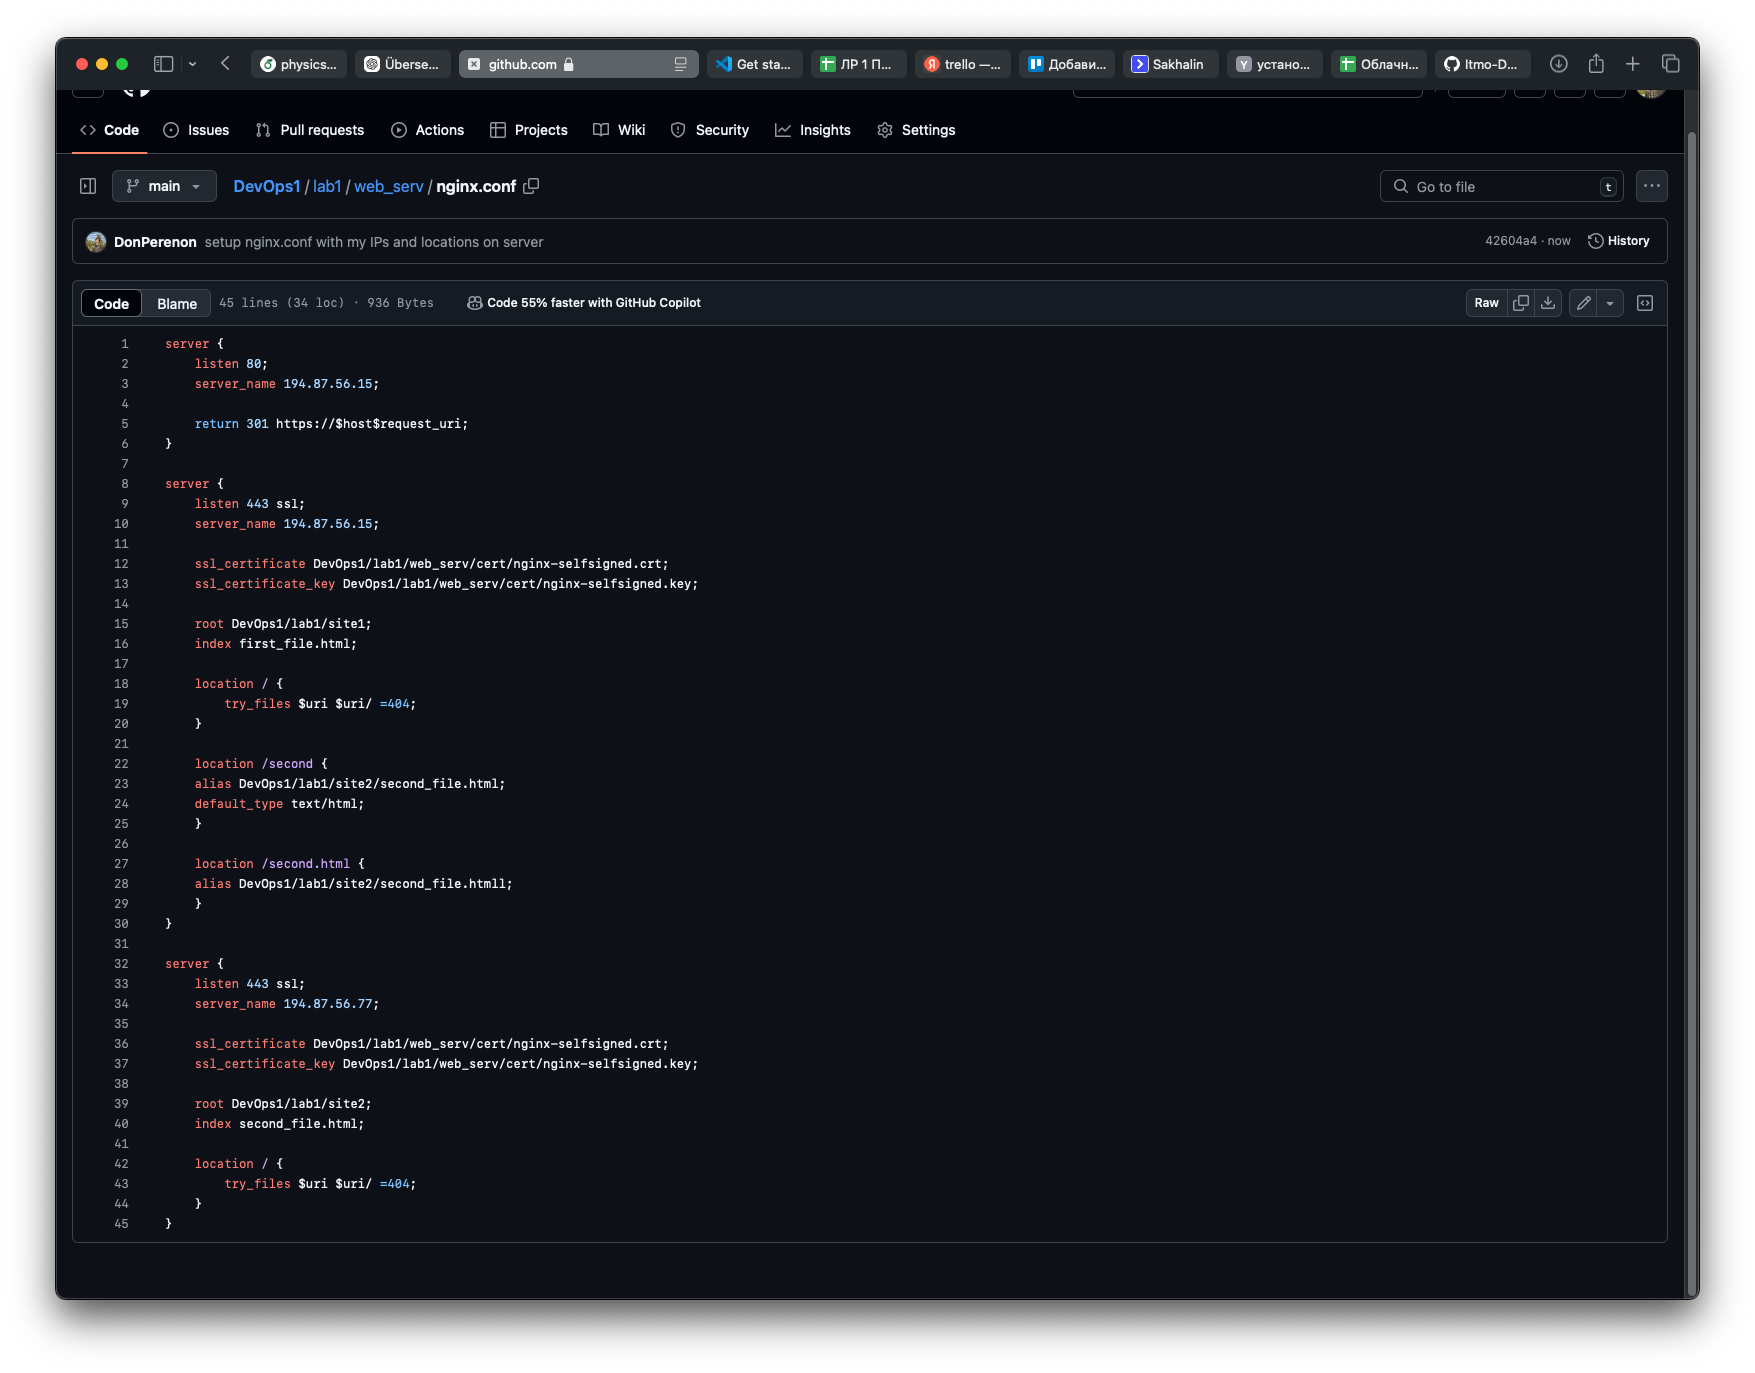 physics...
Überse...
github.com
Get sta...
ЛР 1 П...
trello —...
Добави...
Sakhalin
устано...
Облачн...
Itmo-D...
Code
Issues
Pull requests
Actions
Projects
Wiki
Security
Insights
Settings
main
DevOps1 / lab1 / web_serv / nginx.conf
Go to file
t
DonPerenon setup nginx.conf with my IPs and locations on server
42604a4 · now
History
Code
Blame
45 lines (34 loc) · 936 Bytes
Code 55% faster with GitHub Copilot
Raw
1 server {
2 listen 80;
3 server_name 194.87.56.15;
4
5 return 301 https://$host$request_uri;
6 }
7
8 server {
9 listen 443 ssl;
10 server_name 194.87.56.15;
11
12 ssl_certificate DevOps1/lab1/web_serv/cert/nginx-selfsigned.crt;
13 ssl_certificate_key DevOps1/lab1/web_serv/cert/nginx-selfsigned.key;
14
15 root DevOps1/lab1/site1;
16 index first_file.html;
17
18 location / {
19 try_files $uri $uri/ =404;
20 }
21
22 location /second {
23 alias DevOps1/lab1/site2/second_file.html;
24 default_type text/html;
25 }
26
27 location /second.html {
28 alias DevOps1/lab1/site2/second_file.htmll;
29 }
30 }
31
32 server {
33 listen 443 ssl;
34 server_name 194.87.56.77;
35
36 ssl_certificate DevOps1/lab1/web_serv/cert/nginx-selfsigned.crt;
37 ssl_certificate_key DevOps1/lab1/web_serv/cert/nginx-selfsigned.key;
38
39 root DevOps1/lab1/site2;
40 index second_file.html;
41
42 location / {
43 try_files $uri $uri/ =404;
44 }
45 }